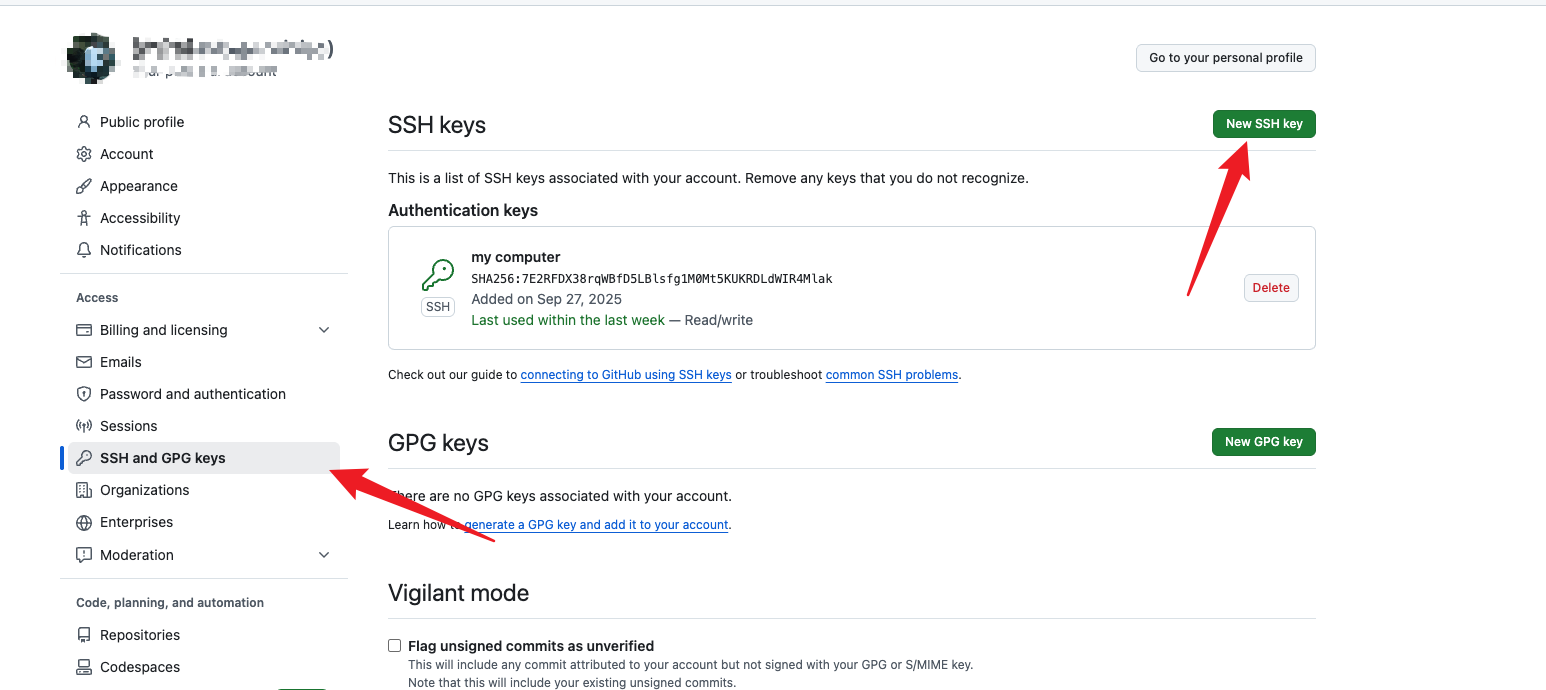 Go to your personal profile
Public profile
Account
Appearance
Accessibility
Notifications
Access
Billing and licensing
Emails
Password and authentication
Sessions
SSH and GPG keys
Organizations
Enterprises
Moderation
Code, planning, and automation
Repositories
Codespaces
SSH keys
New SSH key
This is a list of SSH keys associated with your account. Remove any keys that you do not recognize.
Authentication keys
my computer
SHA256:7E2RFDX38rqWBfD5LBlsfg1M0Mt5KUKRDLdWIR4Mlak
SSH
Added on Sep 27, 2025
Last used within the last week — Read/write
Delete
Check out our guide to connecting to GitHub using SSH keys or troubleshoot common SSH problems.
GPG keys
New GPG key
There are no GPG keys associated with your account.
Learn how to generate a GPG key and add it to your account.
Vigilant mode
Flag unsigned commits as unverified
This will include any commit attributed to your account but not signed with your GPG or S/MIME key.
Note that this will include your existing unsigned commits.